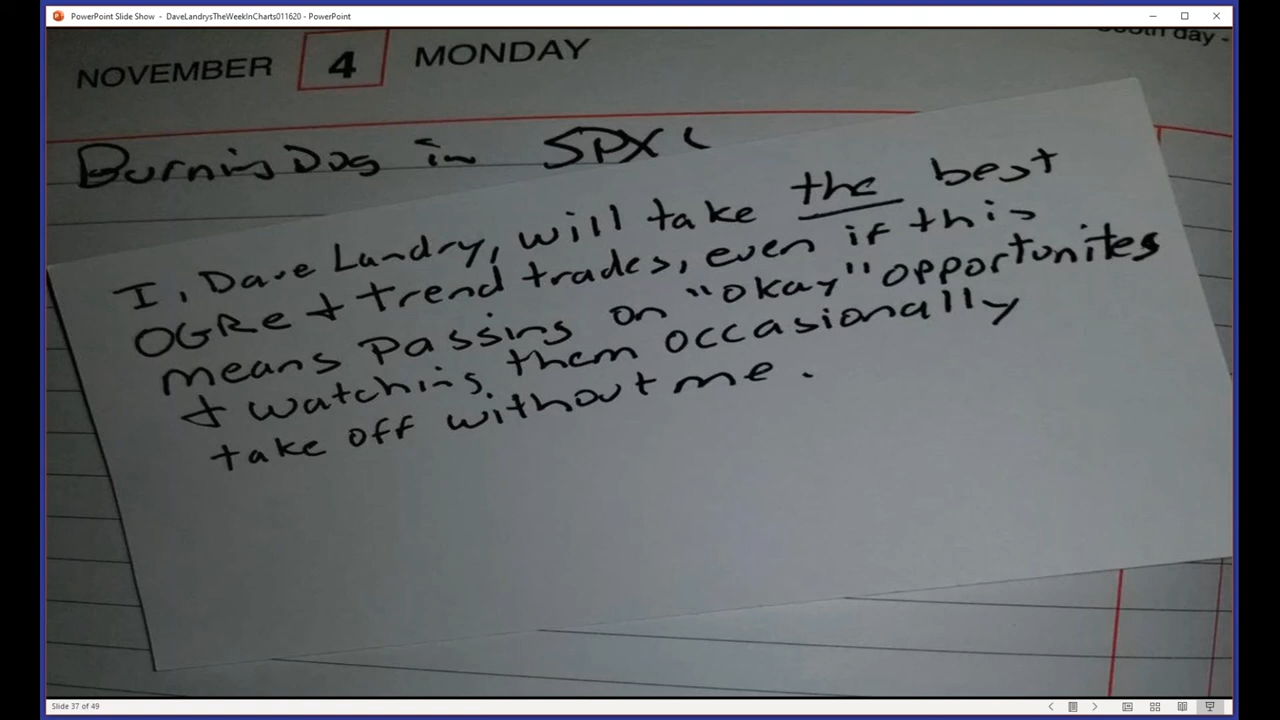 PowerPoint Slide Show - DaveLandrysTheWeekInCharts011620 - PowerPoint
day -
NOVEMBER 4 MONDAY
Burning Dog in SPX
I, Dave Landry, will take the best
OGRe + trend trades, even if this
means passing on "okay" opportunites
+ watching them occasionally
take off without me.
Slide 37 of 49